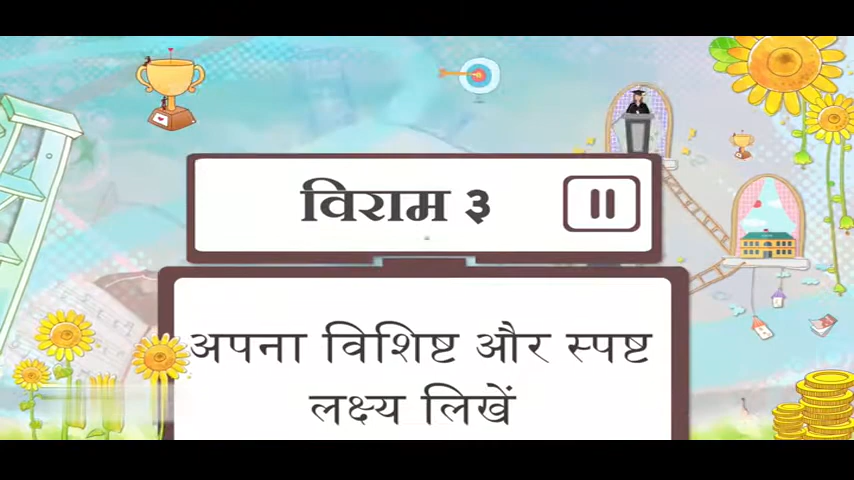 विराम ३
अपना विशिष्ट और स्पष्ट
लक्ष्य लिखें